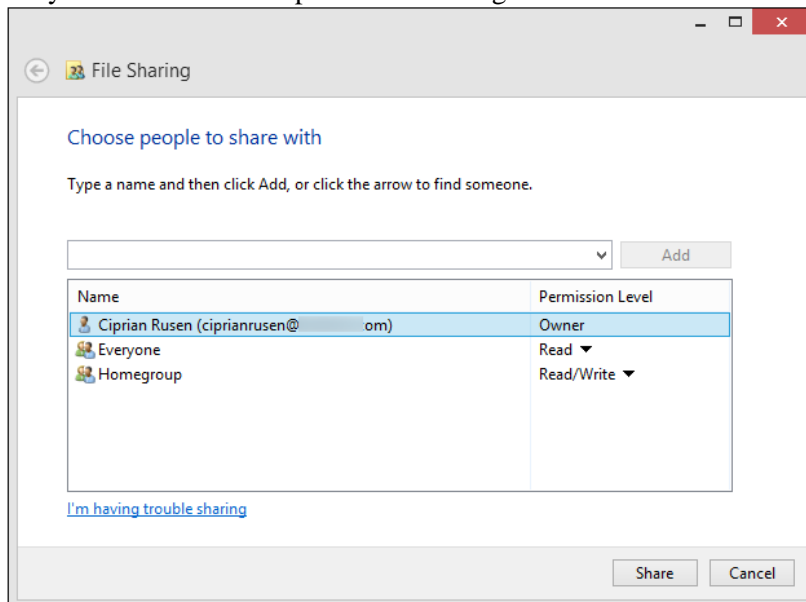 File Sharing
Choose people to share with
Type a name and then click Add, or click the arrow to find someone.
Add
Name Permission Level
Ciprian Rusen (ciprianrusen@ om) Owner
Everyone Read
Homegroup Read/Write
I'm having trouble sharing
Share Cancel